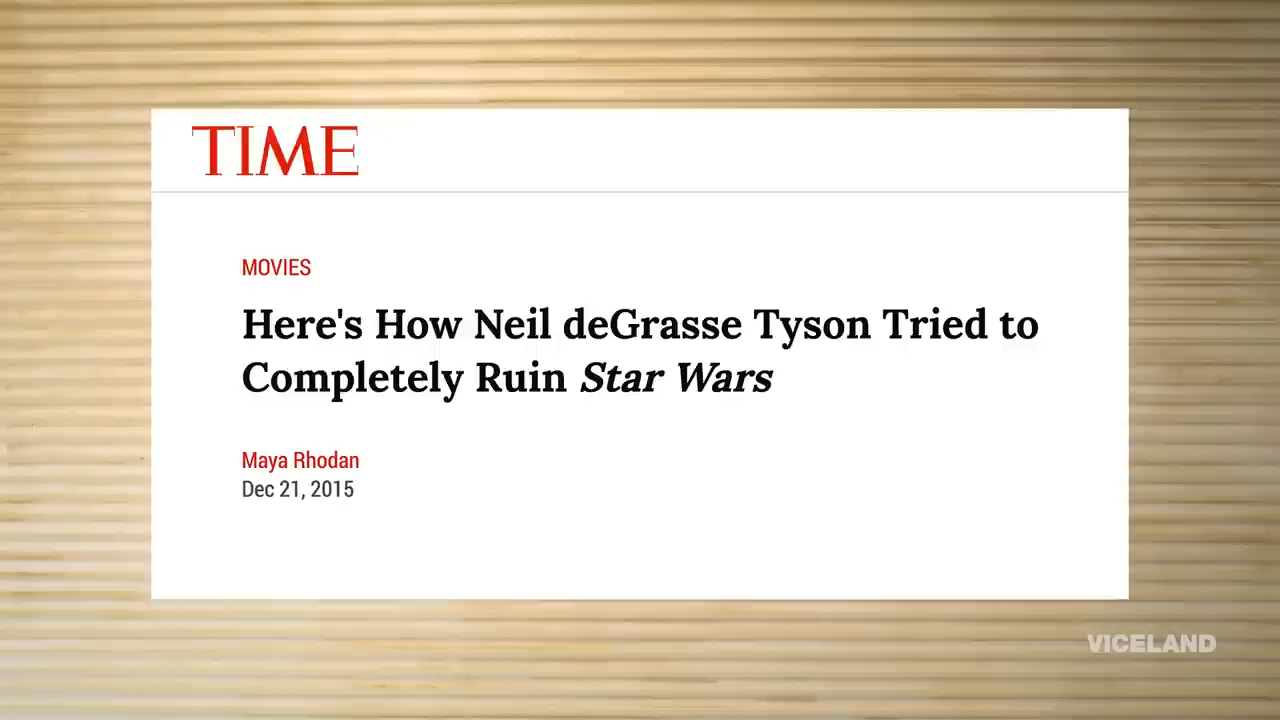 TIME
MOVIES
Here's How Neil deGrasse Tyson Tried to
Completely Ruin Star Wars
Maya Rhodan
Dec 21, 2015
VICELAND